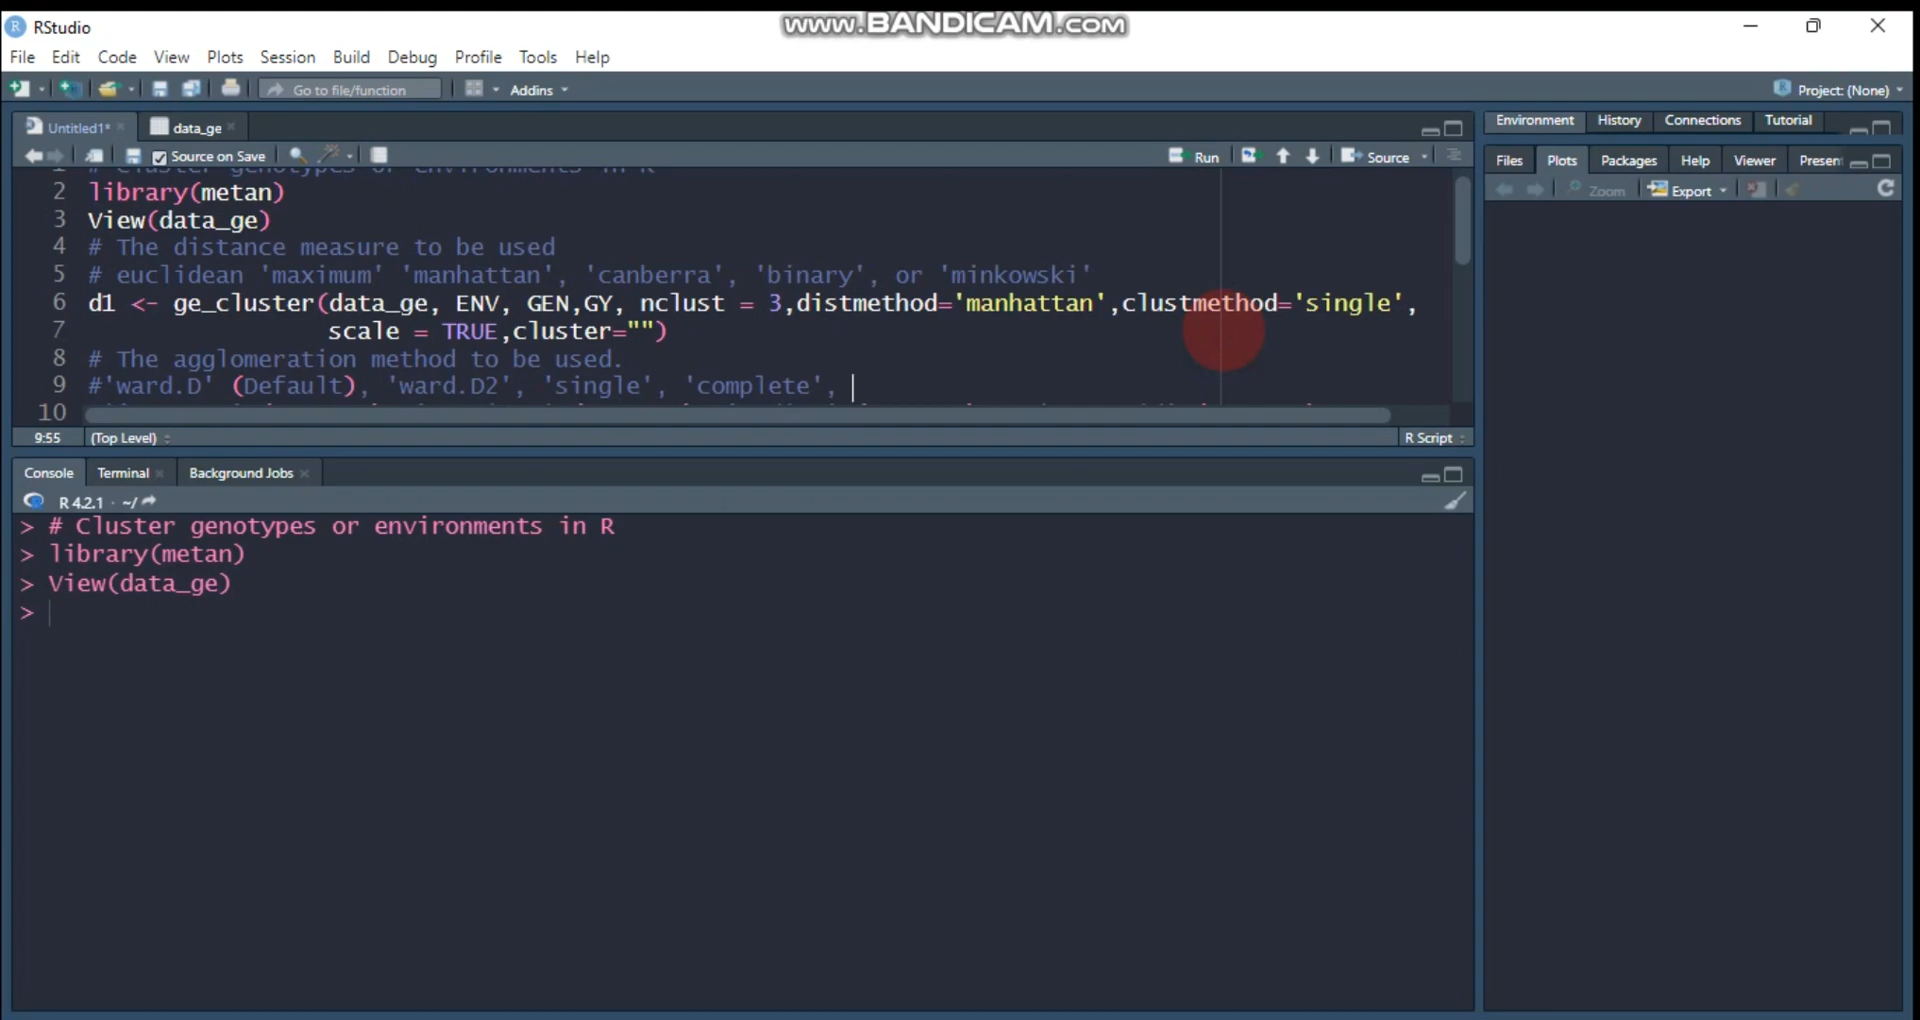 www.BANDICAM.com
RStudio
File Edit Code View Plots Session Build Debug Profile Tools Help
Go to file/function Addins Project: (None)
Untitled1* data_ge
Environment History Connections Tutorial
Source on Save Run Source
Files Plots Packages Help Viewer Presen
Zoom Export
1 # Cluster genotypes or environments in R
2 library(metan)
3 View(data_ge)
4 # The distance measure to be used
5 # euclidean 'maximum' 'manhattan', 'canberra', 'binary', or 'minkowski'
6 d1 <- ge_cluster(data_ge, ENV, GEN,GY, nclust = 3,distmethod='manhattan',clustmethod='single',
7 scale = TRUE,cluster="")
8 # The agglomeration method to be used.
9 #'ward.D' (Default), 'ward.D2', 'single', 'complete',
10
9:55 (Top Level) R Script
Console Terminal Background Jobs
R 4.2.1 · ~/
> # Cluster genotypes or environments in R
> library(metan)
> View(data_ge)
>